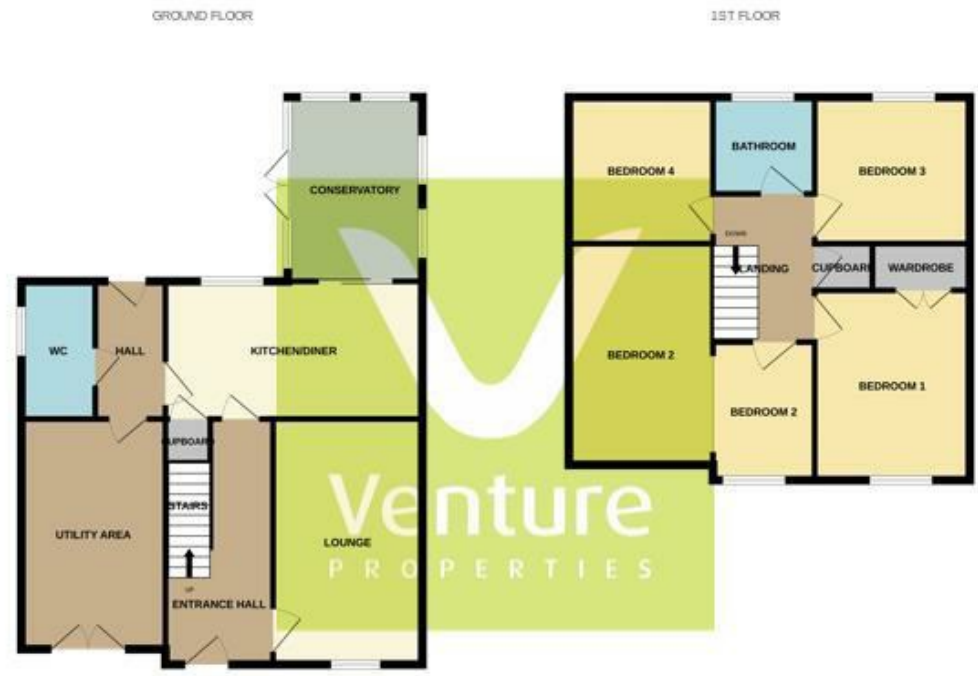 GROUND FLOOR
1ST FLOOR
CONSERVATORY
WC
HALL
KITCHEN/DINER
CUPBOARD
STAIRS
UTILITY AREA
LOUNGE
UP
ENTRANCE HALL
Venture
PROPERTIES
BATHROOM
BEDROOM 4
BEDROOM 3
DOWN
LANDING
CUPBOARD
WARDROBE
BEDROOM 2
BEDROOM 1
BEDROOM 2